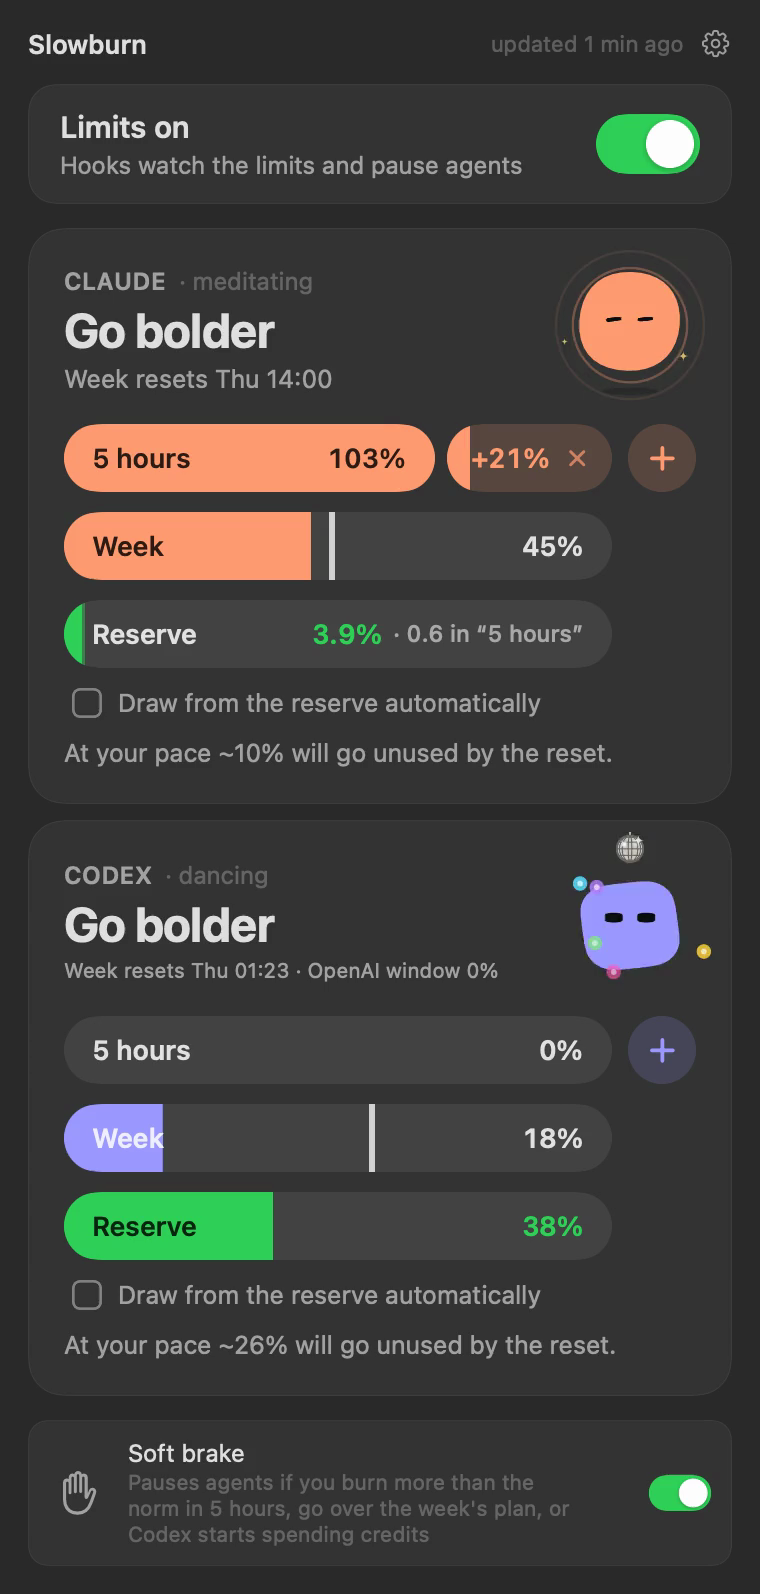 Slowburn
updated 1 min ago
Limits on
Hooks watch the limits and pause agents
CLAUDE · meditating
Go bolder
Week resets Thu 14:00
5 hours 103% +21% × +
Week 45%
Reserve 3.9% · 0.6 in “5 hours”
Draw from the reserve automatically
At your pace ~10% will go unused by the reset.
CODEX · dancing
Go bolder
Week resets Thu 01:23 · OpenAI window 0%
5 hours 0% +
Week 18%
Reserve 38%
Draw from the reserve automatically
At your pace ~26% will go unused by the reset.
Soft brake
Pauses agents if you burn more than the
norm in 5 hours, go over the week's plan, or
Codex starts spending credits